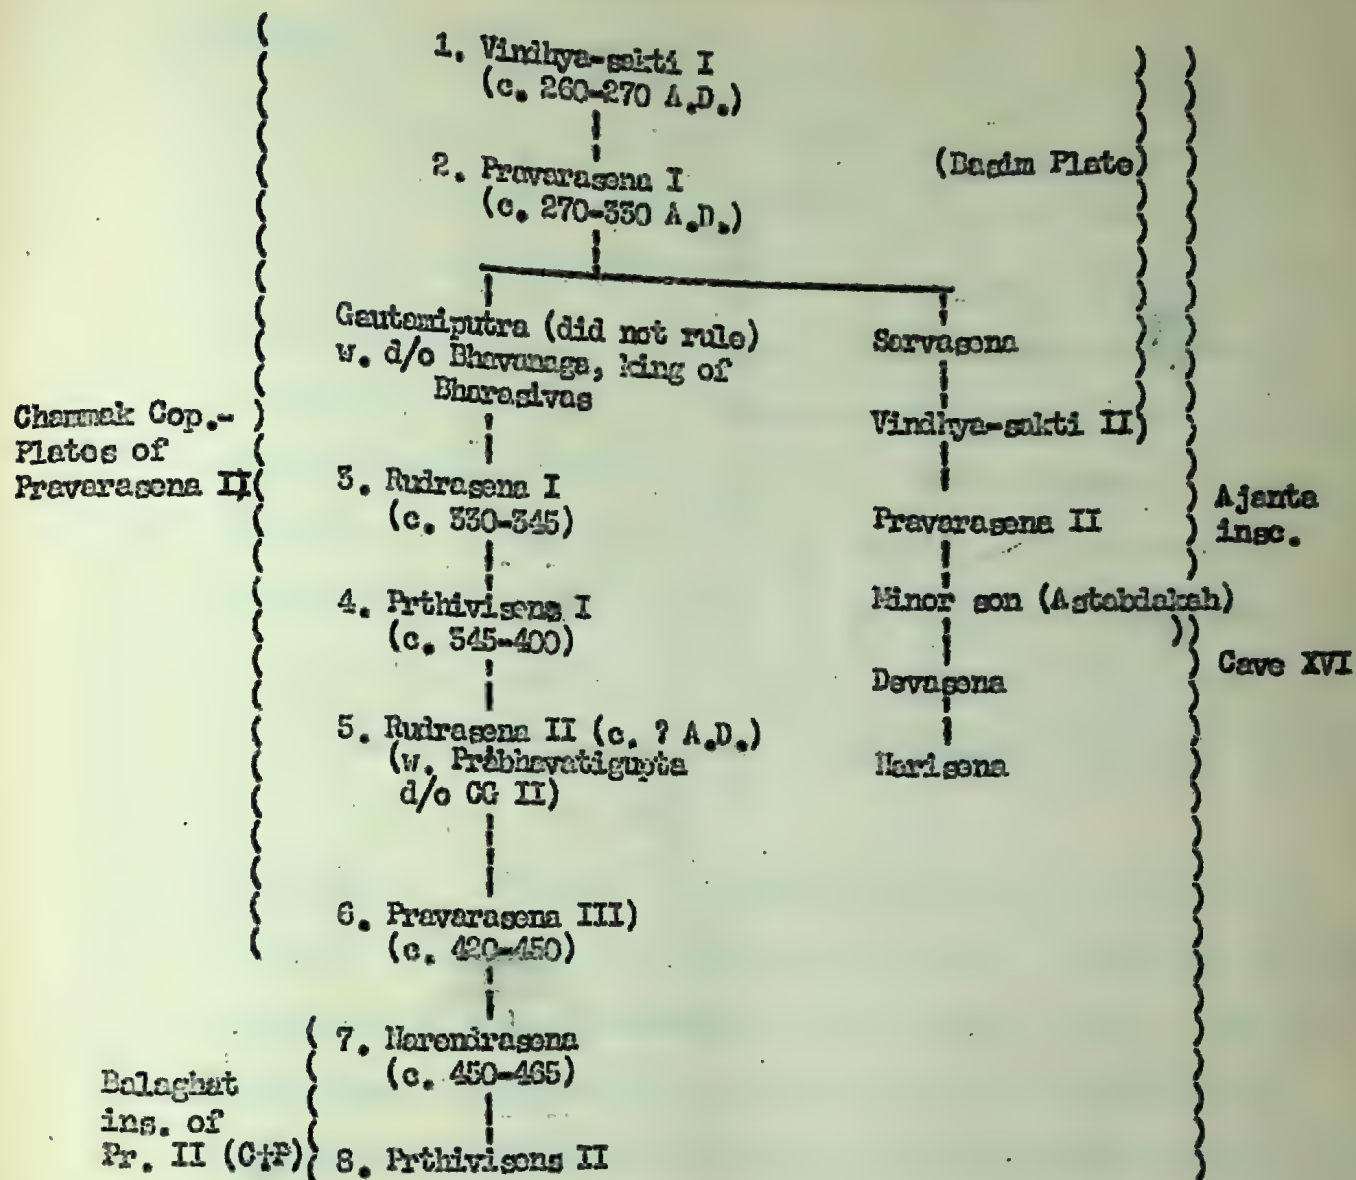 1. Vindhya-sakti I
(c. 260-270 A.D.)
2. Pravarasena I
(c. 270-330 A.D.)
(Basim Plate)
Gautamiputra (did not rule)
w. d/o Bhavanaga, king of
Bharasivas
Sarvasena
Vindhya-sakti II)
Charmak Cop.-
Plates of
Pravarasena II
3. Rudrasena I
(c. 330-345)
Pravarasena II
Ajanta
insc.
4. Prthivisena I
(c. 345-400)
Minor son (Astabdakah)
Cave XVI
Devasena
5. Rudrasena II (c. ? A.D.)
(w. Prabhavatigupta
d/o CG II)
Harisena
6. Pravarasena III)
(c. 420-450)
7. Narendrasena
(c. 450-465)
Balaghat
ins. of
Pr. II (C+P)
8. Prthivisena II